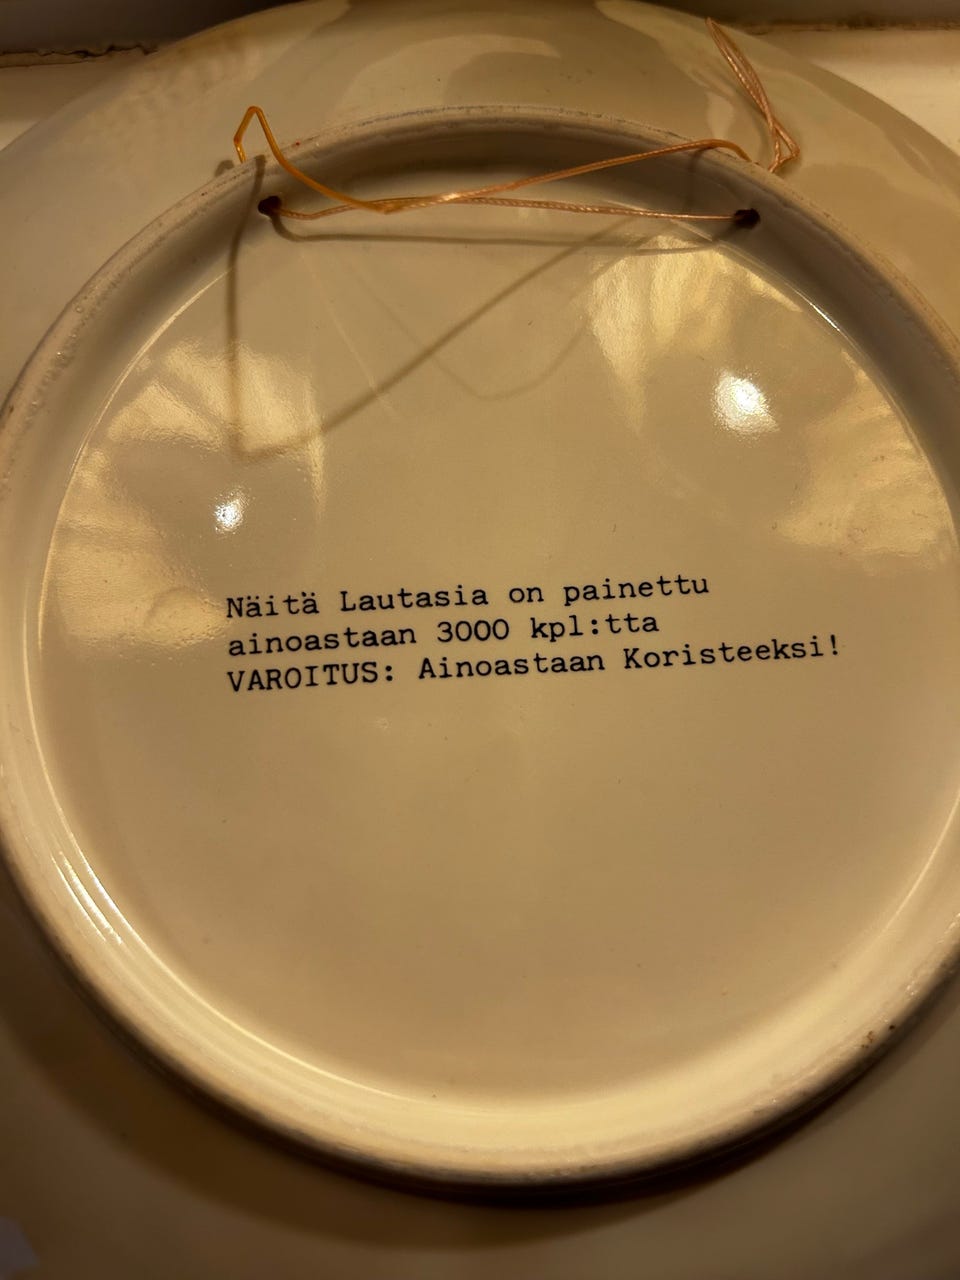 Näitä Lautasia on painettu
ainoastaan 3000 kpl:tta
VAROITUS: Ainoastaan Koristeeksi!